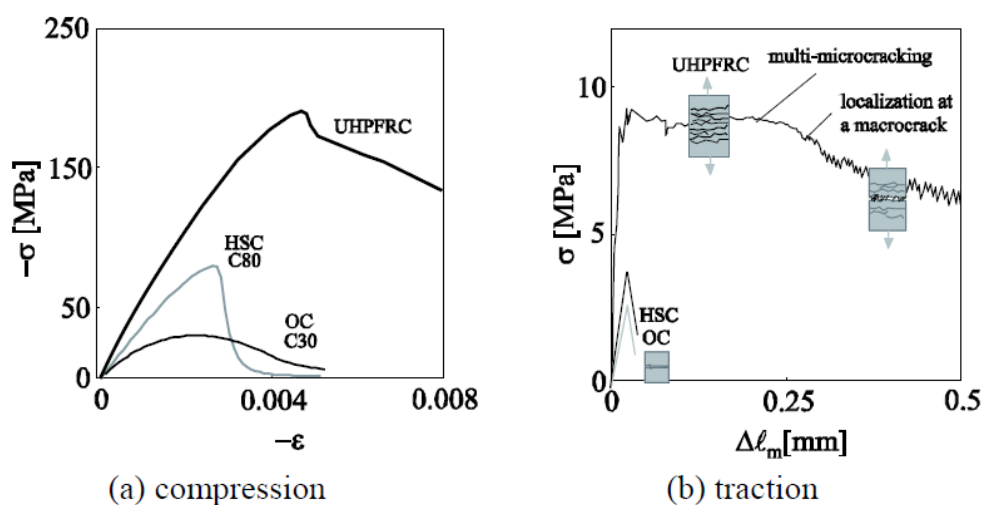 250
150
50
0
−σ [MPa]
UHPFRC
HSC
C80
OC
C30
0
0.004
0.008
−ε
(a) compression
10
5
0
σ [MPa]
UHPFRC
multi-microcracking
localization at
a macrocrack
HSC
OC
0
0.25
0.5
Δℓm[mm]
(b) traction